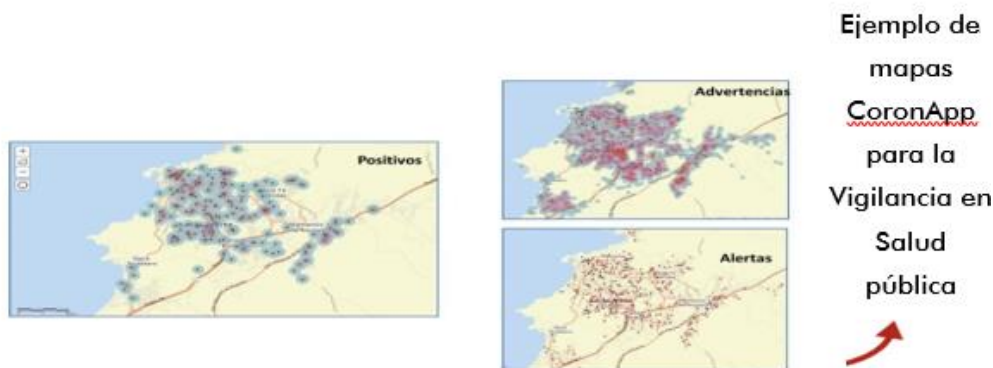 Positivos
Advertencias
Alertas
Ejemplo de
mapas
CoronApp
para la
Vigilancia en
Salud
pública